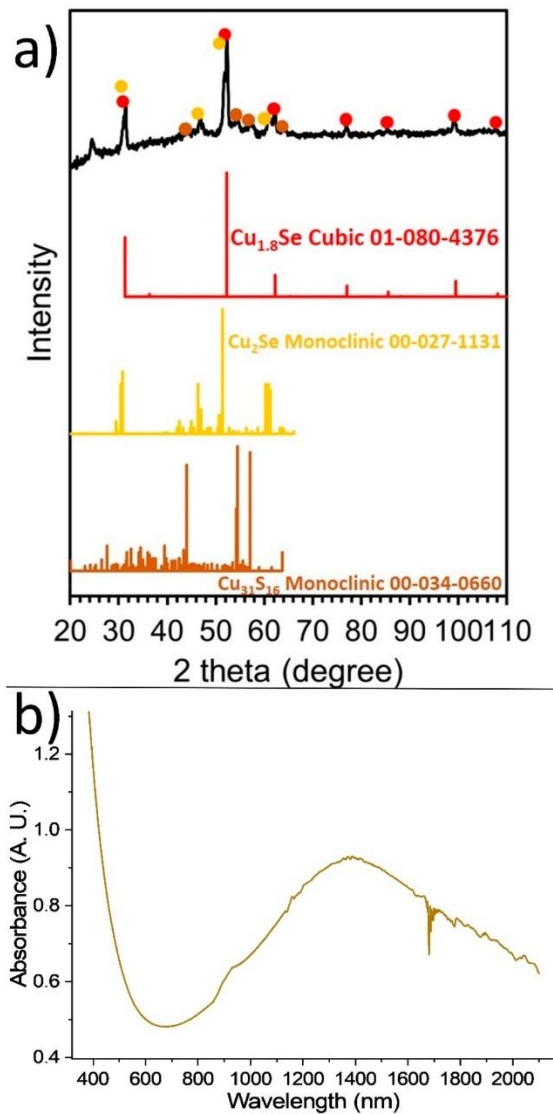 a)
Intensity
Cu₁.₈Se Cubic 01-080-4376
Cu₂Se Monoclinic 00-027-1131
Cu₃₁S₁₆ Monoclinic 00-034-0660
20 30 40 50 60 70 80 90 100 110
2 theta (degree)
b)
Absorbance (A. U.)
1.2
1.0
0.8
0.6
0.4
400 600 800 1000 1200 1400 1600 1800 2000
Wavelength (nm)